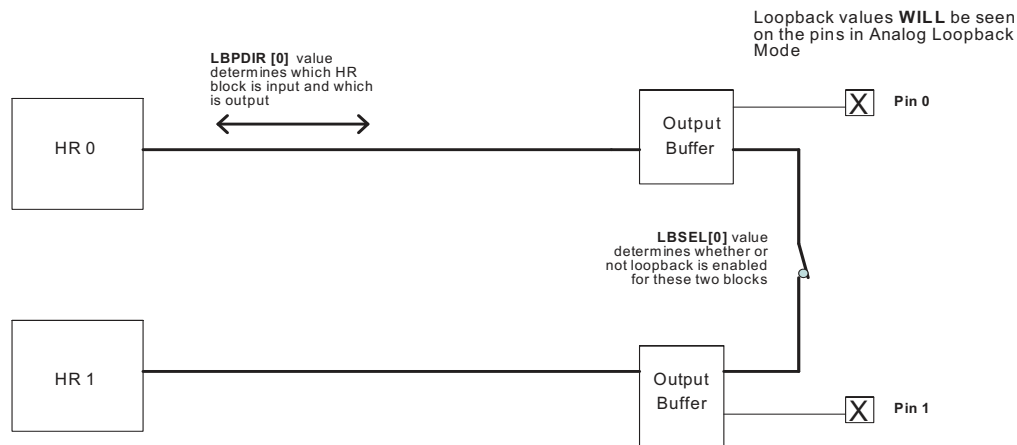 Loopback values WILL be seen
on the pins in Analog Loopback
Mode
LBPDIR [0] value
determines which HR
block is input and which
is output
HR 0
Output
Buffer
X
Pin 0
LBSEL[0] value
determines whether or
not loopback is enabled
for these two blocks
HR 1
Output
Buffer
X
Pin 1